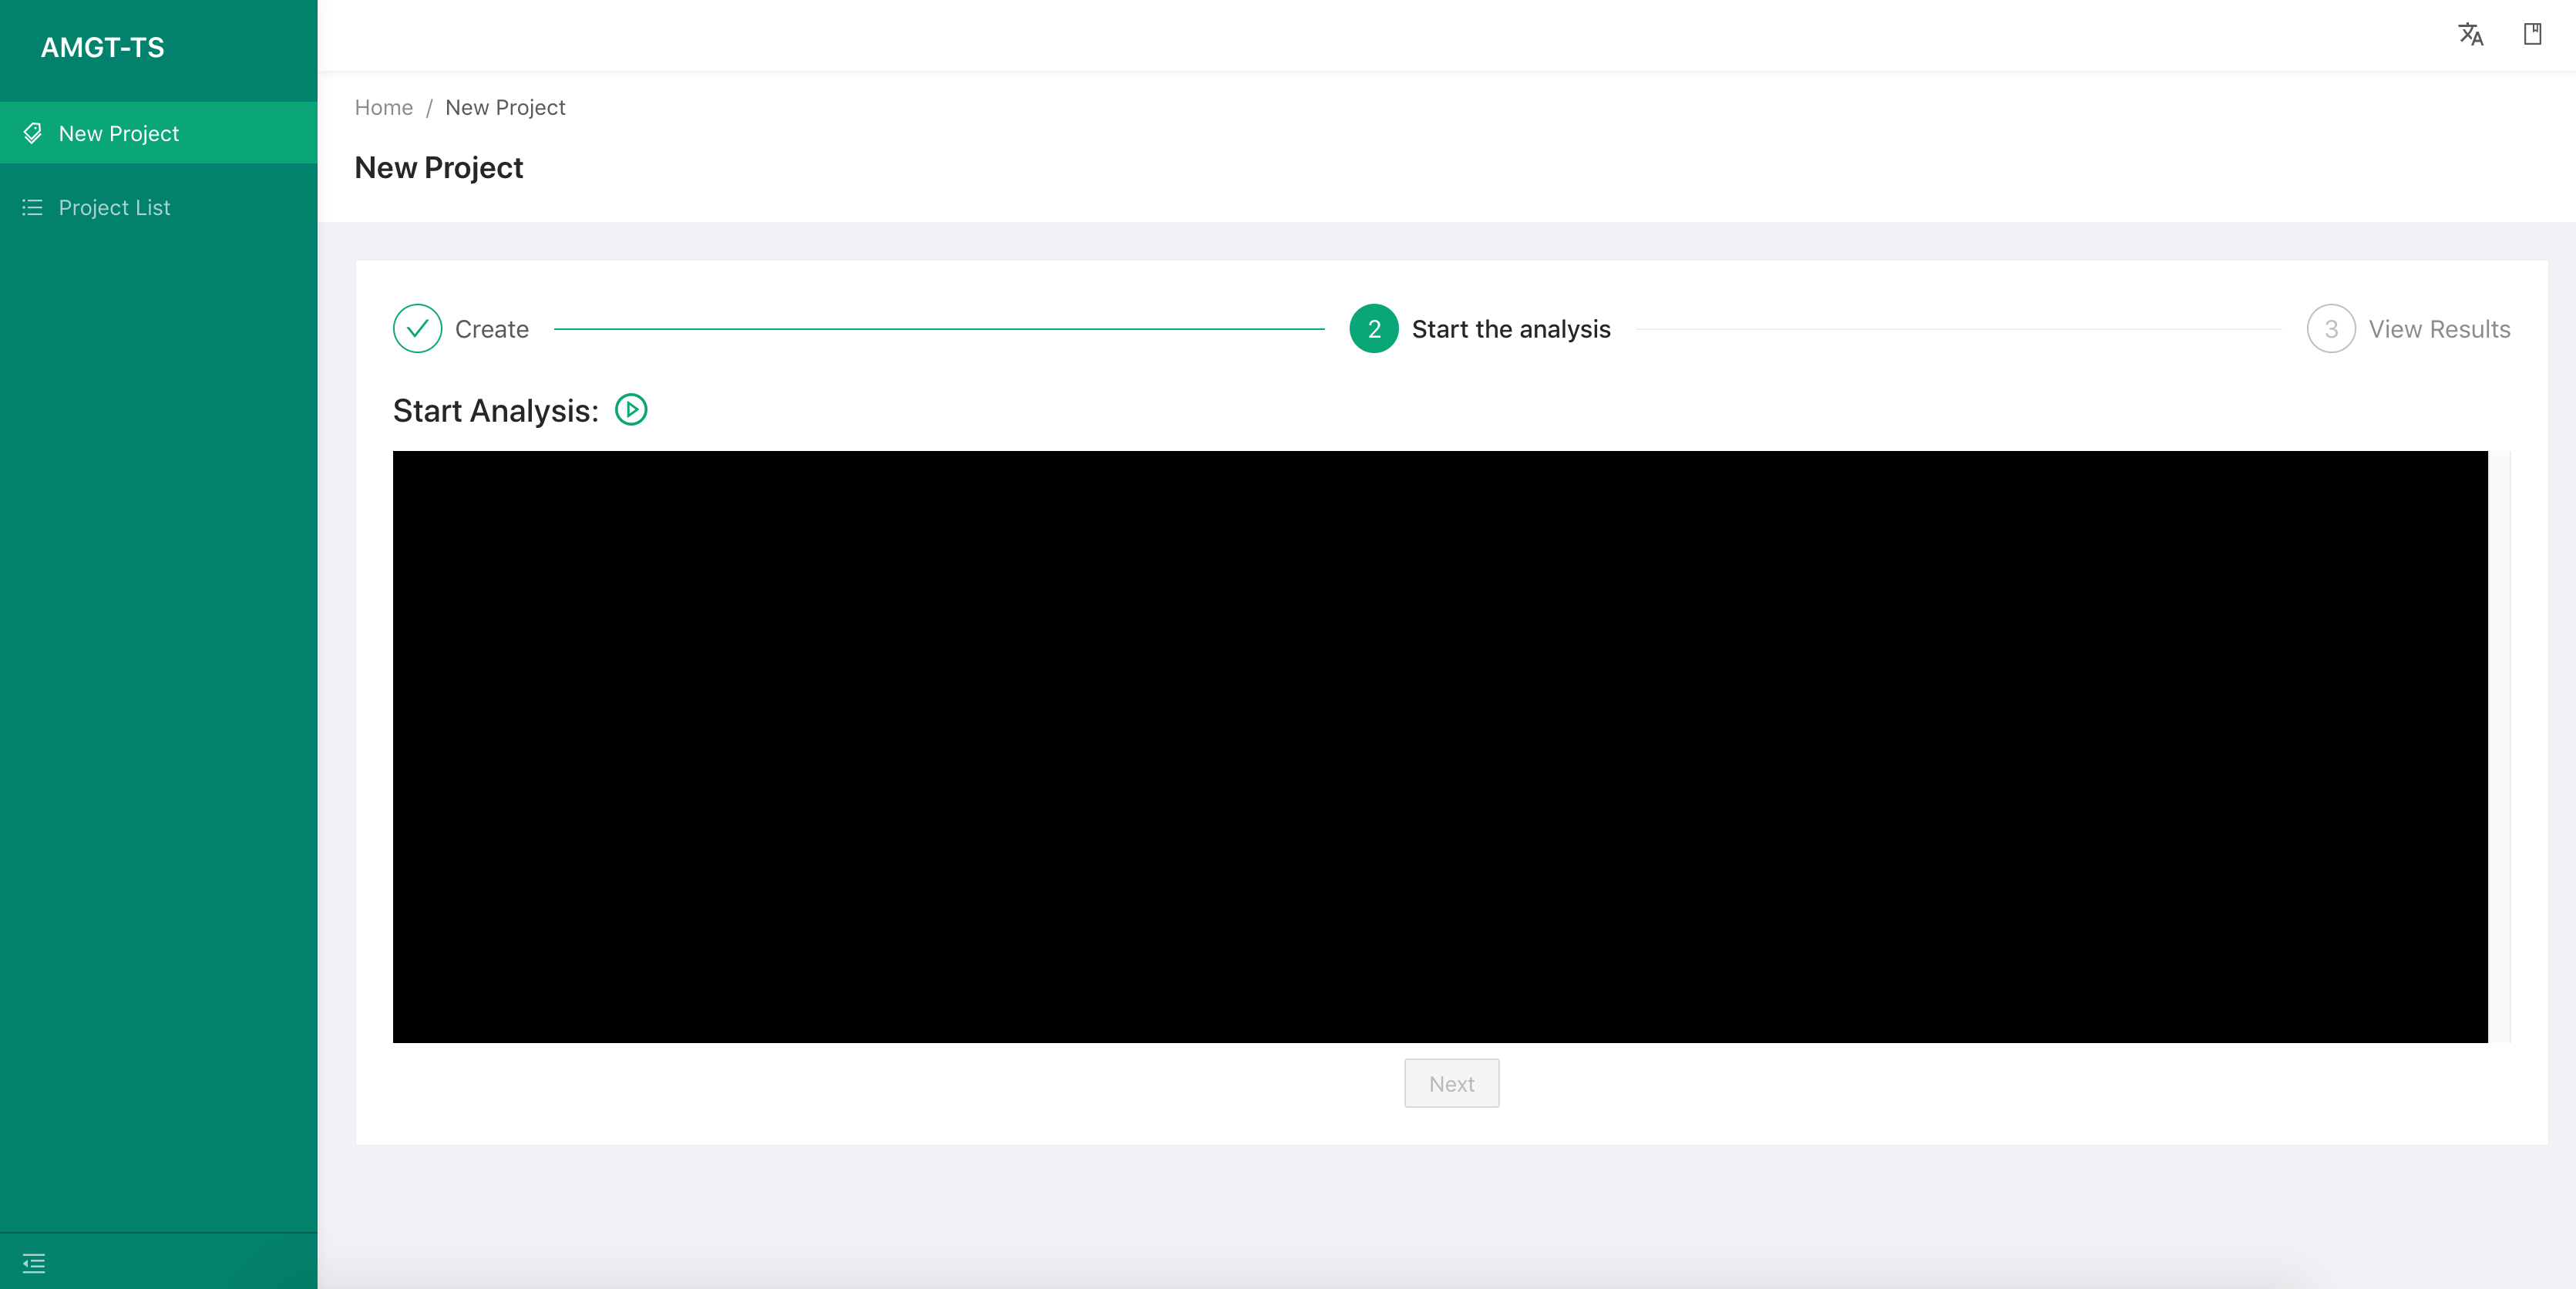 AMGT-TS
New Project
Project List
Home / New Project
New Project
Create
2 Start the analysis
3 View Results
Start Analysis:
Next